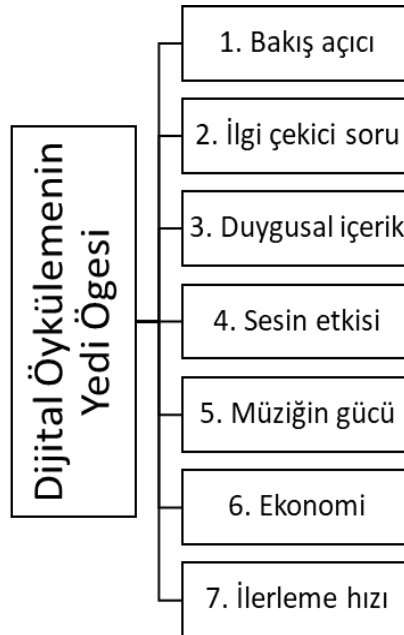 Dijital Öykülemenin
Yedi Ögesi
1. Bakış açıcı
2. İlgi çekici soru
3. Duygusal içerik
4. Sesin etkisi
5. Müziğin gücü
6. Ekonomi
7. İlerleme hızı